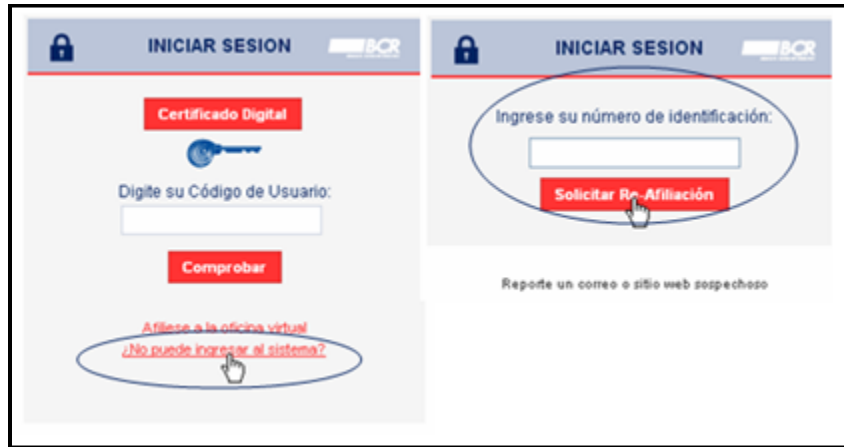 INICIAR SESION
BCR
Certificado Digital
Digite su Código de Usuario:
Comprobar
Afíliese a la oficina virtual
¿No puede ingresar al sistema?
INICIAR SESION
BCR
Ingrese su número de identificación:
Solicitar Re-Afiliación
Reporte un correo o sitio web sospechoso